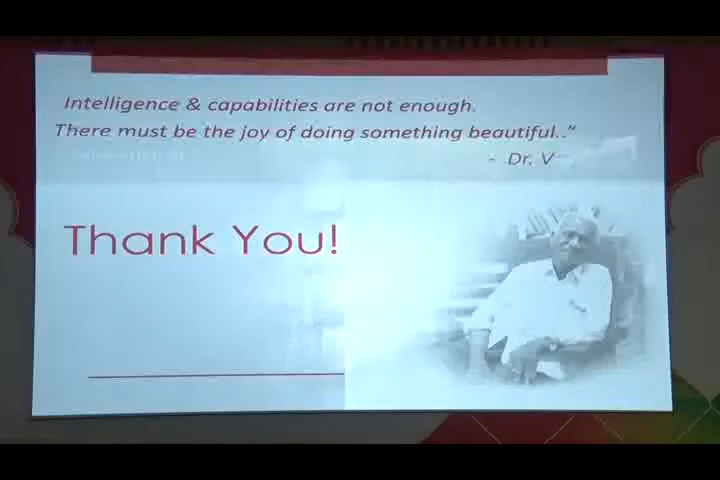 Intelligence & capabilities are not enough.
There must be the joy of doing something beautiful.."
- Dr. V
Thank You!